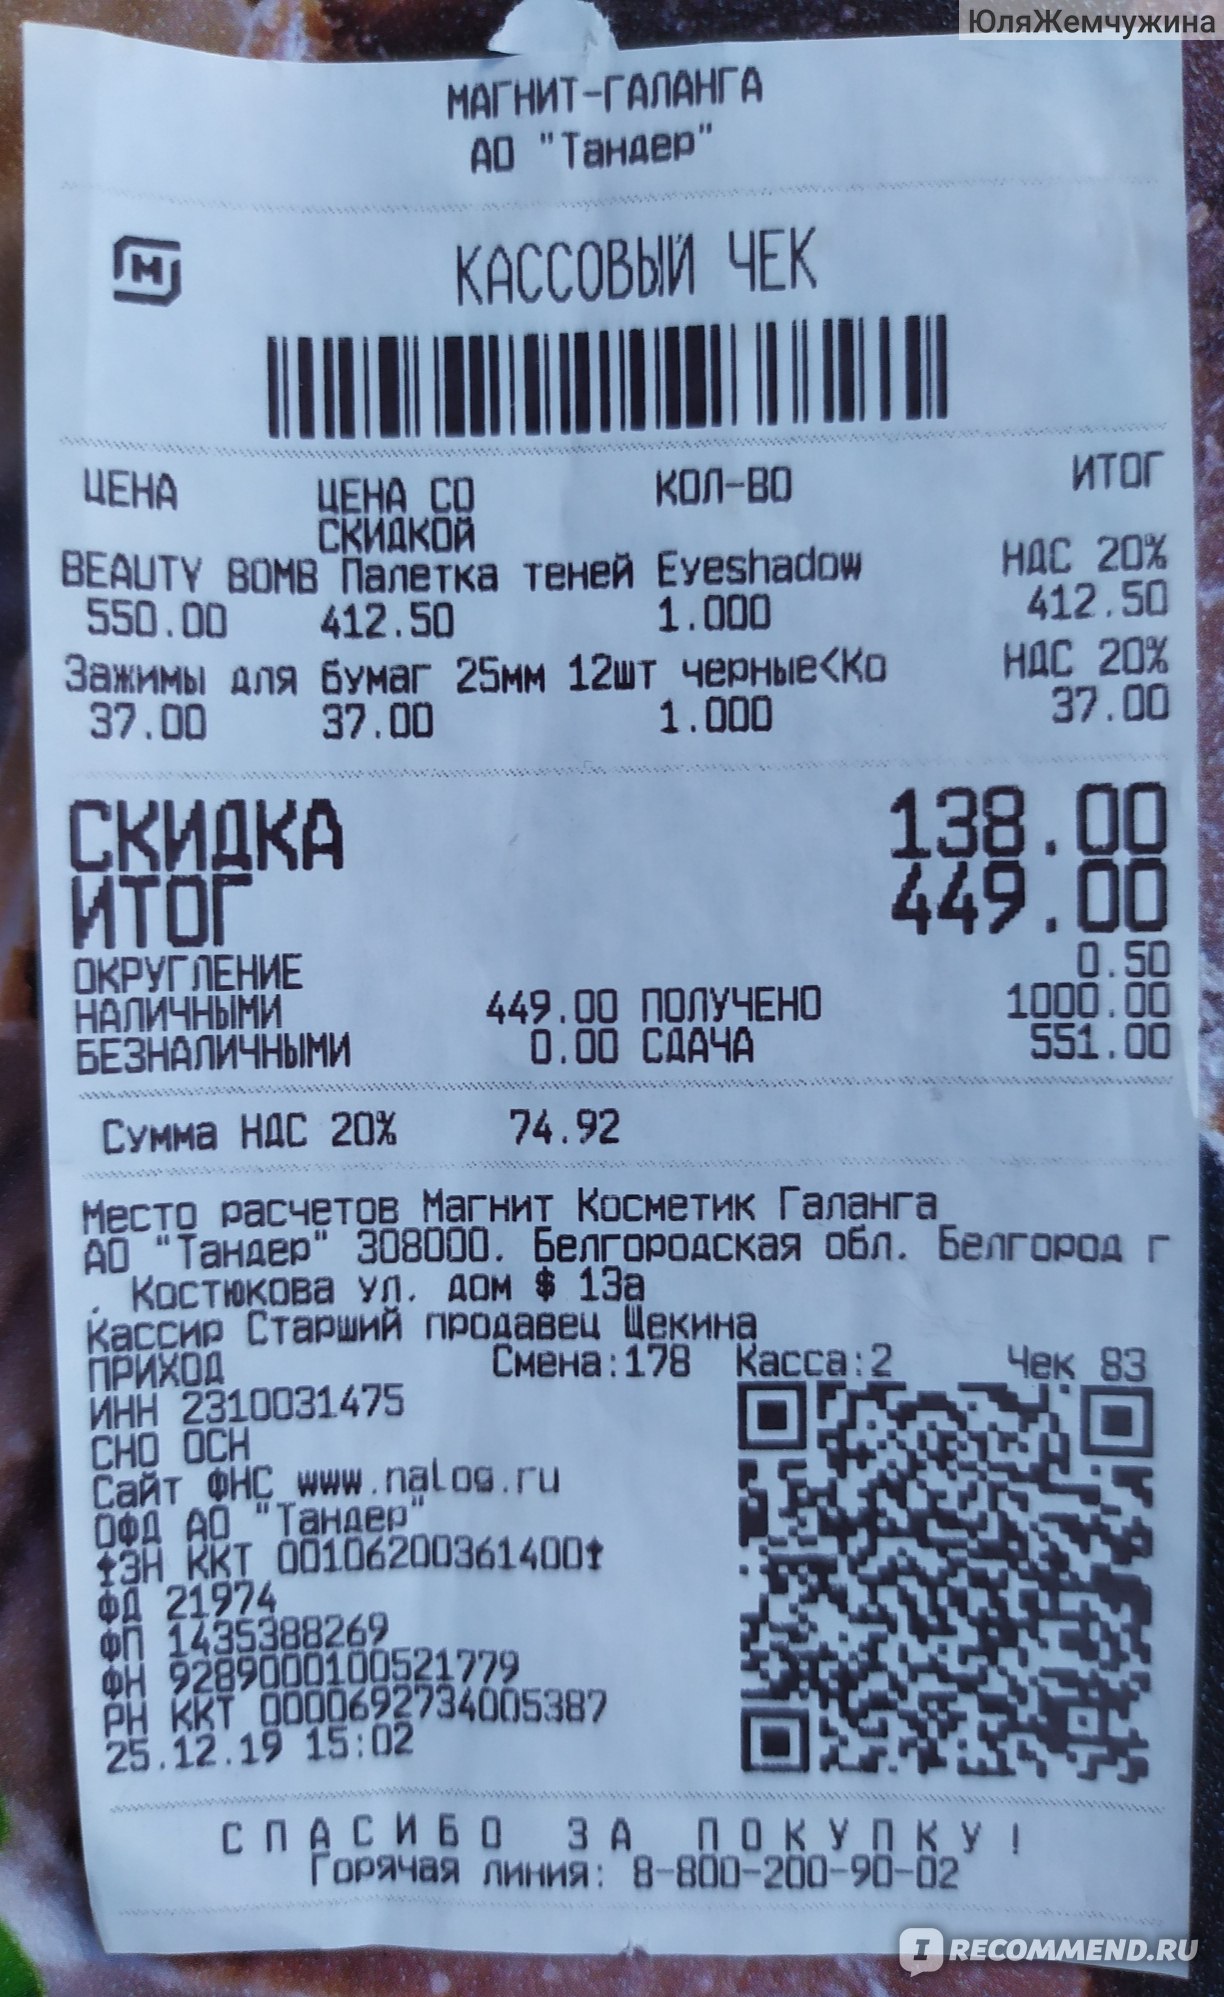 ЮляЖемчужина
МАГНИТ-ГАЛАНГА
АО "Тандер"
КАССОВЫЙ ЧЕК
ЦЕНА ЦЕНА СО СКИДКОЙ КОЛ-ВО ИТОГ
BEAUTY BOMB Палетка теней Eyeshadow НДС 20%
550.00 412.50 1.000 412.50
Зажимы для бумаг 25мм 12шт черные<Ко НДС 20%
37.00 37.00 1.000 37.00
СКИДКА 138.00
ИТОГ 449.00
ОКРУГЛЕНИЕ 0.50
НАЛИЧНЫМИ 449.00 ПОЛУЧЕНО 1000.00
БЕЗНАЛИЧНЫМИ 0.00 СДАЧА 551.00
Сумма НДС 20% 74.92
Место расчетов Магнит Косметик Галанга
АО "Тандер" 308000. Белгородская обл. Белгород г
. Костюкова ул. дом $ 13а
Кассир Старший продавец Щекина
ПРИХОД Смена:178 Касса:2 Чек 83
ИНН 2310031475
СНО ОСН
Сайт ФНС www.nalog.ru
ОФД АО "Тандер"
↑ЗН ККТ 00106200361400↑
ФД 21974
ФП 1435388269
ФН 9289000100521779
РН ККТ 0000692734005387
25.12.19 15:02
СПАСИБО ЗА ПОКУПКУ!
Горячая линия: 8-800-200-90-02
I RECOMMEND.RU